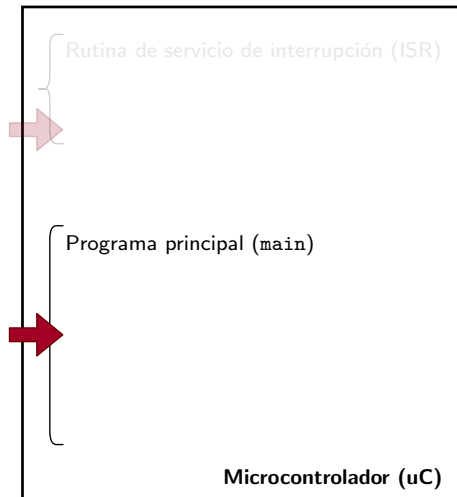 Rutina de servicio de interrupción (ISR)
Programa principal (main)
Microcontrolador (uC)